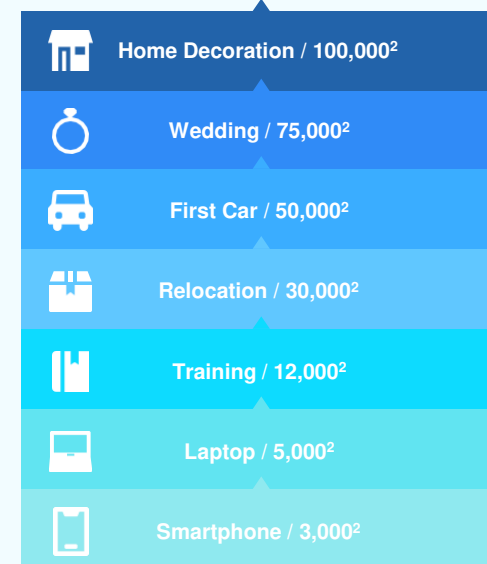 Home Decoration / 100,000²
Wedding / 75,000²
First Car / 50,000²
Relocation / 30,000²
Training / 12,000²
Laptop / 5,000²
Smartphone / 3,000²